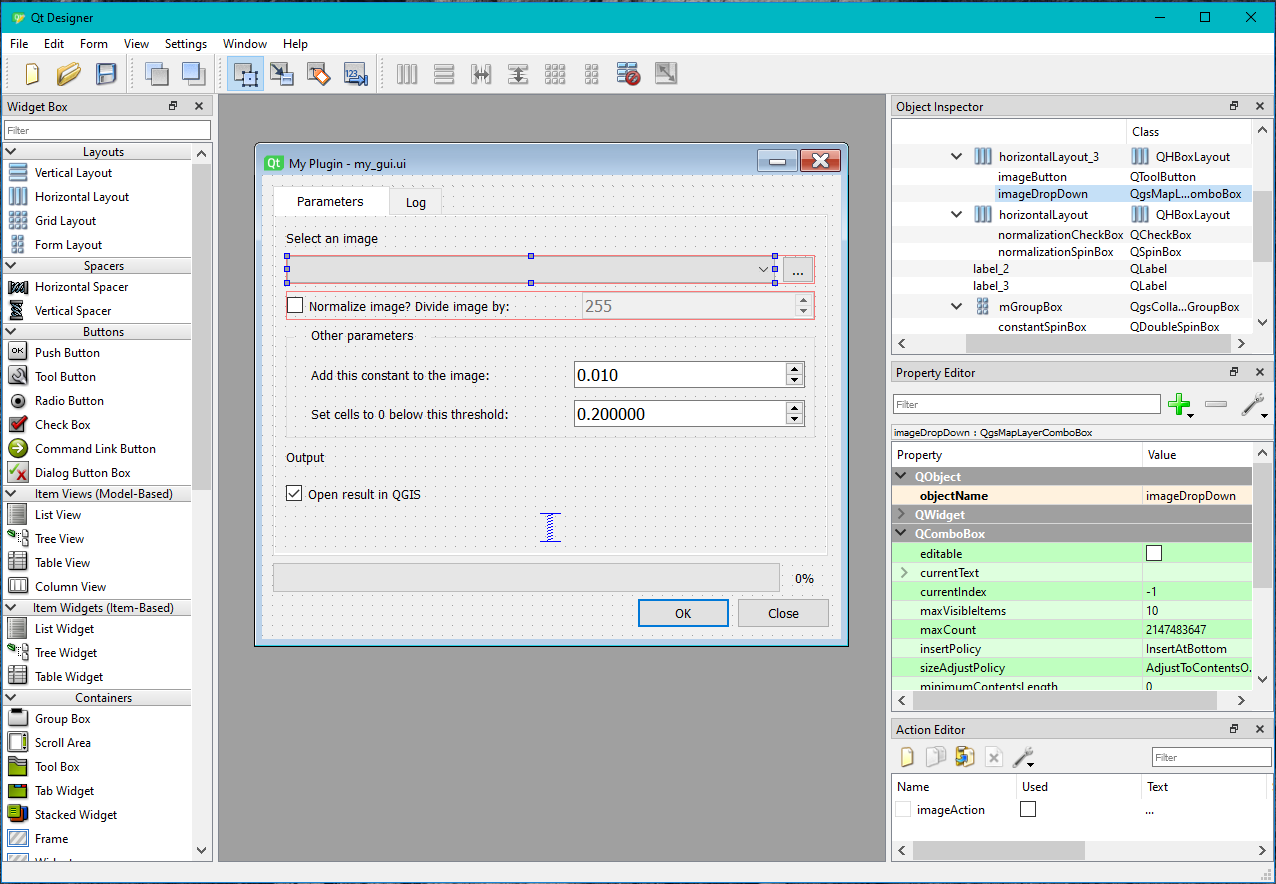 Qt Designer
File Edit Form View Settings Window Help
123
Widget Box
Filter
Layouts
Vertical Layout
Horizontal Layout
Grid Layout
Form Layout
Spacers
Horizontal Spacer
Vertical Spacer
Buttons
OK Push Button
Tool Button
Radio Button
Check Box
Command Link Button
Dialog Button Box
Item Views (Model-Based)
List View
Tree View
Table View
Column View
Item Widgets (Item-Based)
List Widget
Tree Widget
Table Widget
Containers
Group Box
Scroll Area
Tool Box
Tab Widget
Stacked Widget
Frame
Qt My Plugin - my_gui.ui
Parameters Log
Select an image
...
Normalize image? Divide image by: 255
Other parameters
Add this constant to the image: 0.010
Set cells to 0 below this threshold: 0.200000
Output
Open result in QGIS
0%
OK Close
Object Inspector
Class
horizontalLayout_3 QHBoxLayout
imageButton QToolButton
imageDropDown QgsMapL...omboBox
horizontalLayout QHBoxLayout
normalizationCheckBox QCheckBox
normalizationSpinBox QSpinBox
label_2 QLabel
label_3 QLabel
mGroupBox QgsColla...GroupBox
constantSpinBox QDoubleSpinBox
Property Editor
Filter
imageDropDown : QgsMapLayerComboBox
Property Value
QObject
objectName imageDropDown
QWidget
QComboBox
editable
currentText
currentIndex -1
maxVisibleItems 10
maxCount 2147483647
insertPolicy InsertAtBottom
sizeAdjustPolicy AdjustToContentsO.
minimumContentsLength 0
Action Editor
Filter
Name Used Text
imageAction ...